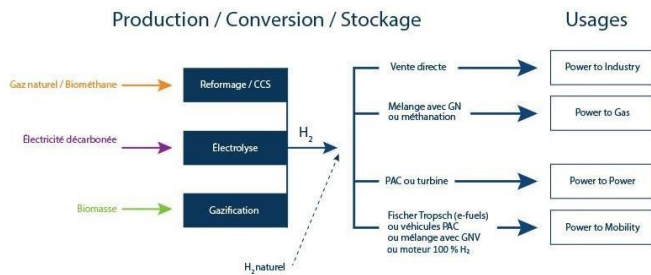 Production / Conversion / Stockage
Usages
Gaz naturel / Biométhane
Reformage / CCS
Électricité décarbonée
Électrolyse
Biomasse
Gazification
H₂
H₂ naturel
Vente directe
Power to Industry
Mélange avec GN
ou méthanation
Power to Gas
PAC ou turbine
Power to Power
Fischer Tropsch (e-fuels)
ou véhicules PAC
ou mélange avec GNV
ou moteur 100 % H₂
Power to Mobility